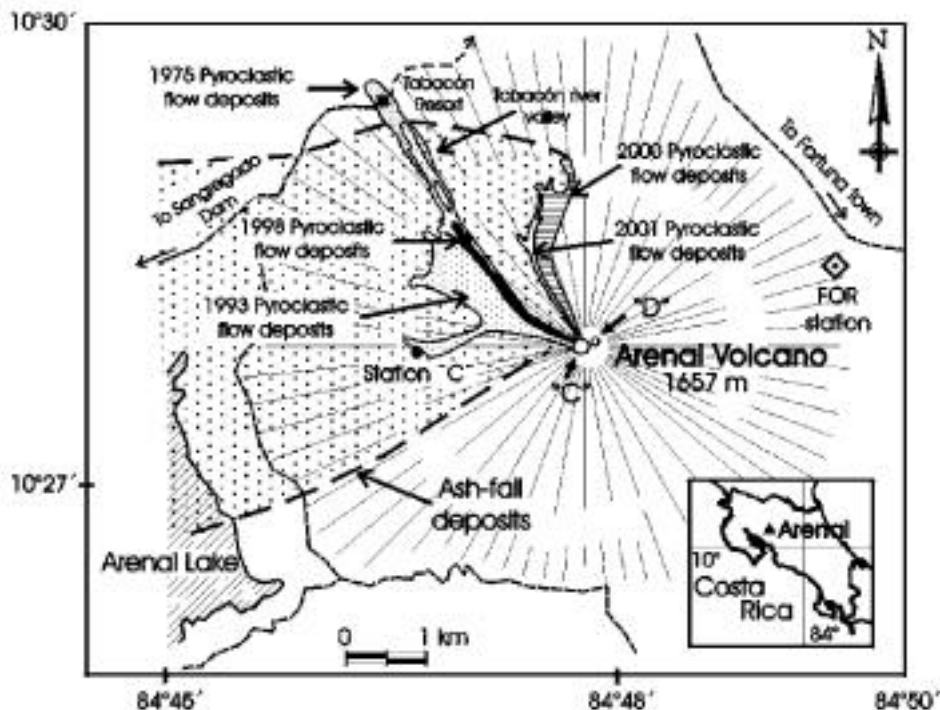 10°30´
N
1975 Pyroclastic
flow deposits
Tabacón
Resort
Tabacón river
valley
To Fortuna town
To Sangregado
Dam
2000 Pyroclastic
flow deposits
1998 Pyroclastic
flow deposits
2001 Pyroclastic
flow deposits
FOR
station
1993 Pyroclastic
flow deposits
"D"
Arenal Volcano
1657 m
Station C
"C"
10°27´
Ash-fall
deposits
Arenal Lake
Arenal
10°
Costa
Rica
84°
0 1 km
84°46´
84°48´
84°50´